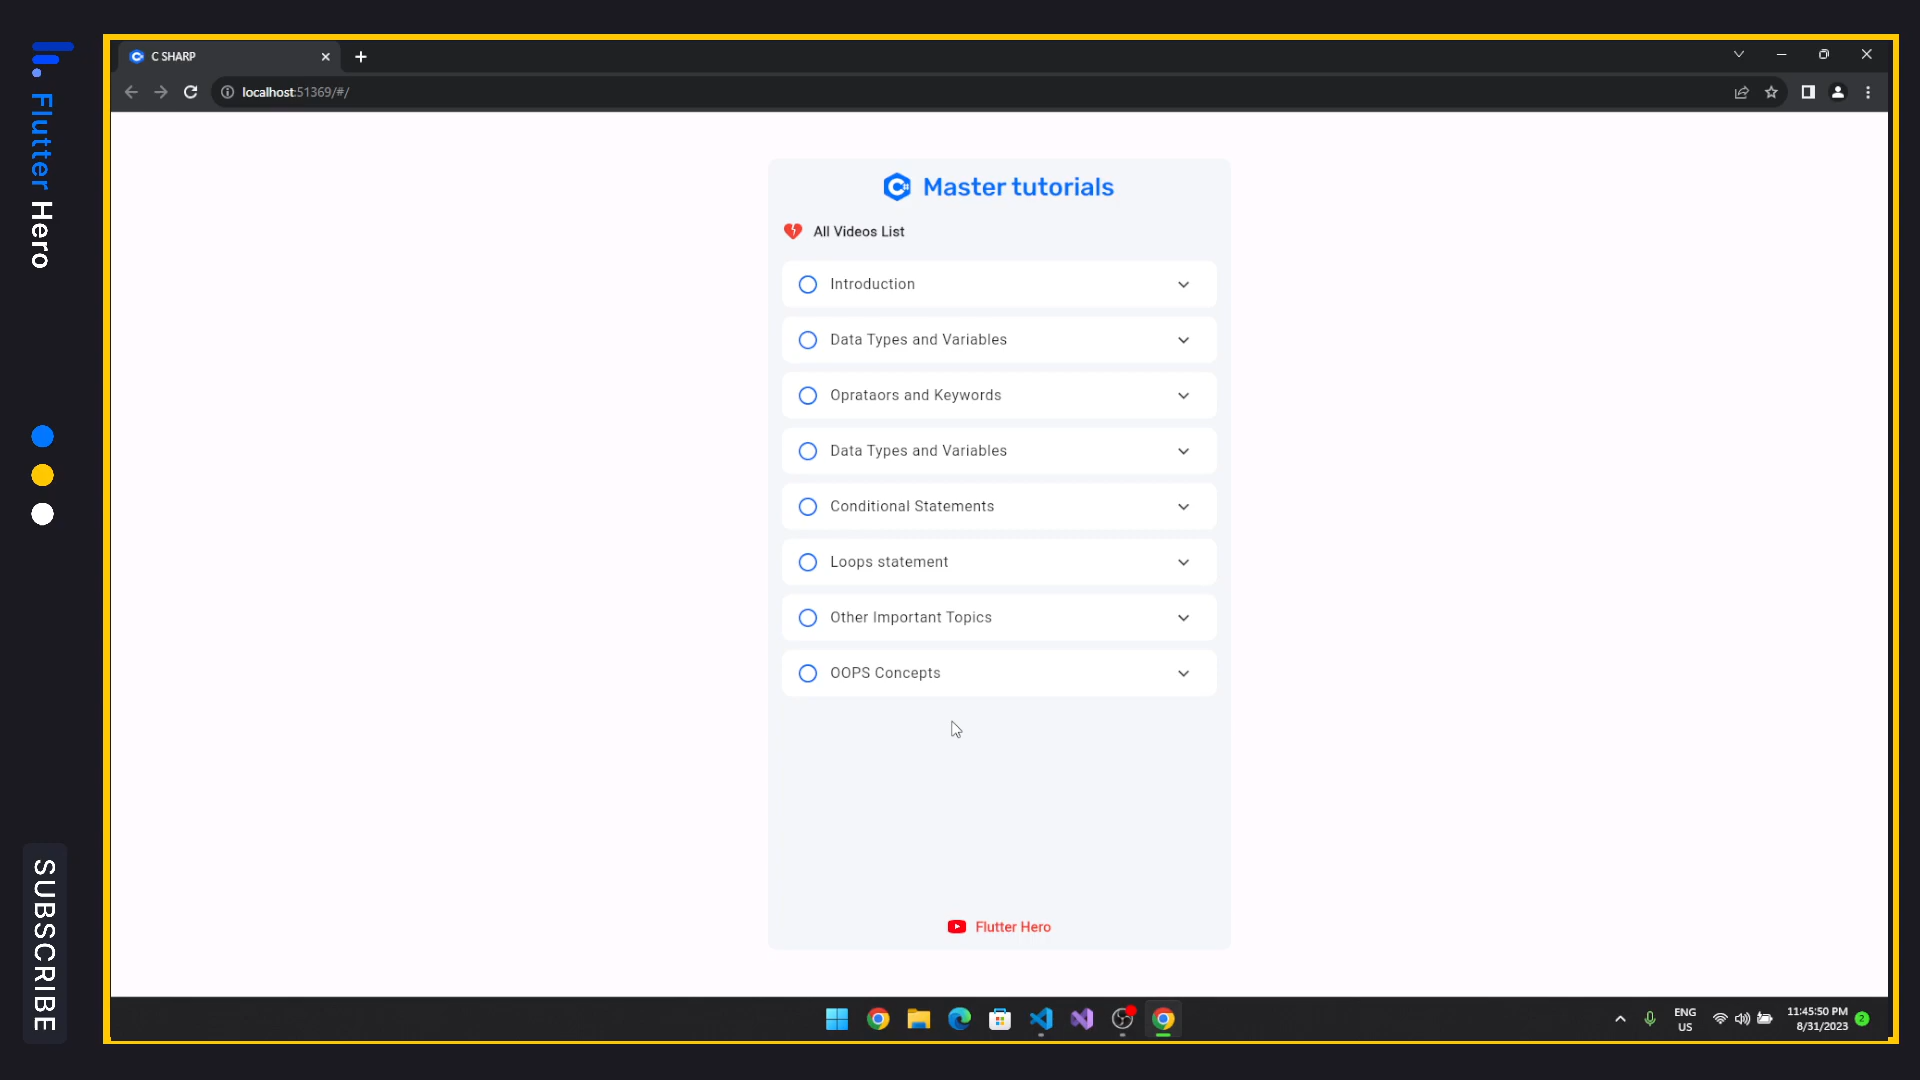 Flutter Hero
SUBSCRIBE
C SHARP
localhost:51369/#/
Master tutorials
All Videos List
Introduction
Data Types and Variables
Oprataors and Keywords
Data Types and Variables
Conditional Statements
Loops statement
Other Important Topics
OOPS Concepts
Flutter Hero
ENG
US
11:45:50 PM
8/31/2023
2